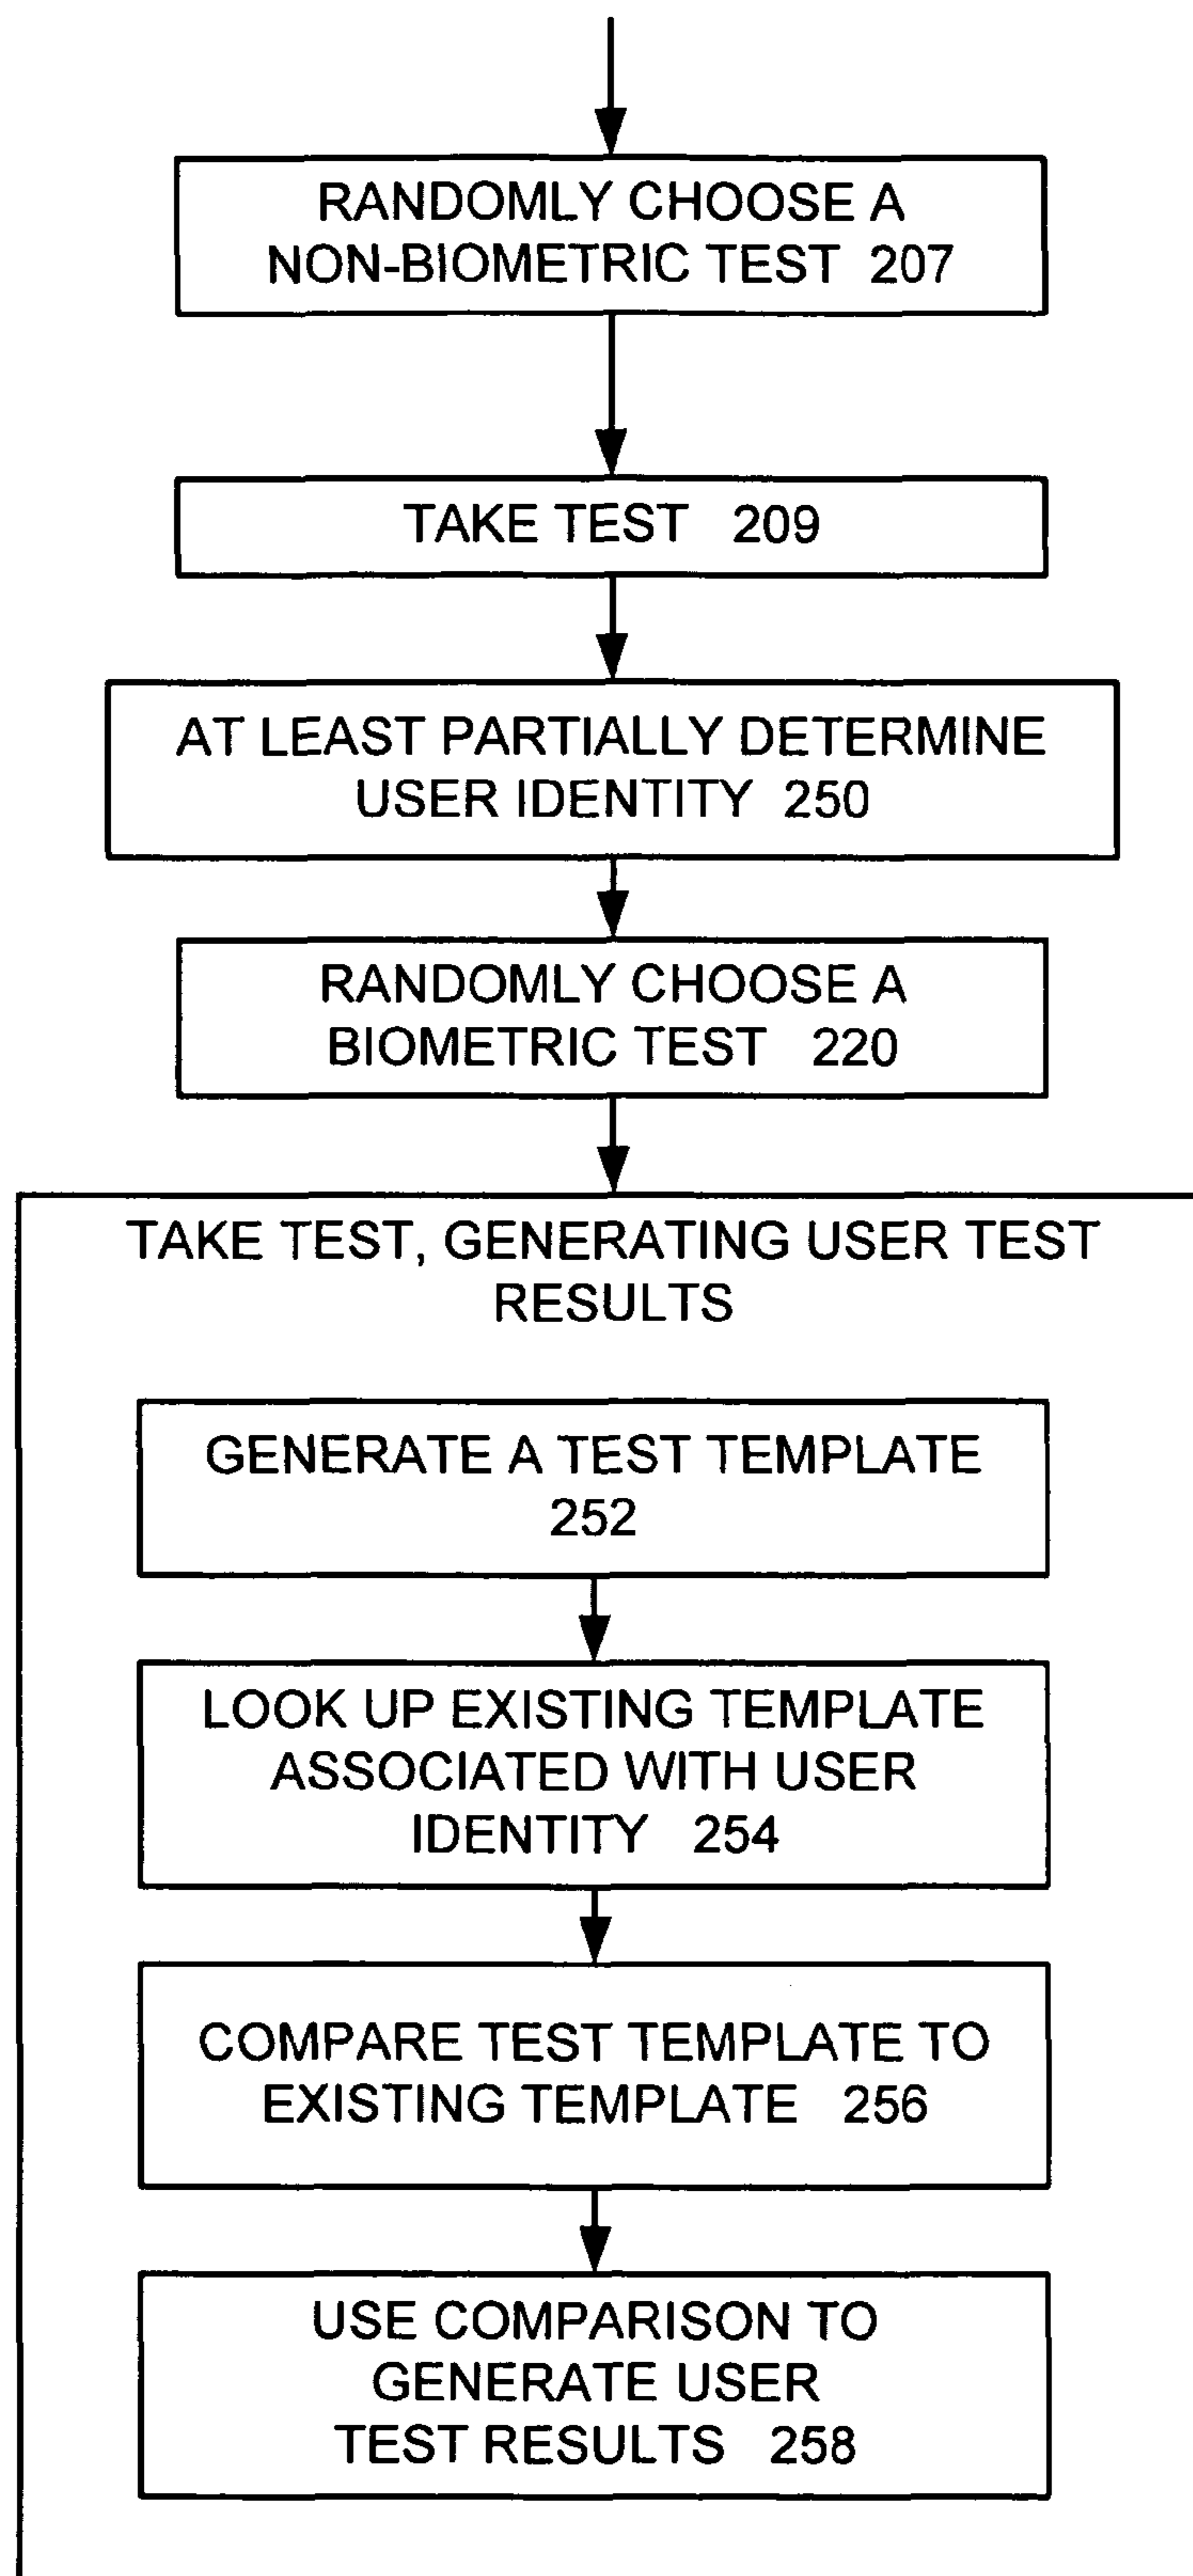 RANDOMLY CHOOSE A
NON-BIOMETRIC TEST 207
TAKE TEST 209
AT LEAST PARTIALLY DETERMINE
USER IDENTITY 250
RANDOMLY CHOOSE A
BIOMETRIC TEST 220
TAKE TEST, GENERATING USER TEST
RESULTS
GENERATE A TEST TEMPLATE
252
LOOK UP EXISTING TEMPLATE
ASSOCIATED WITH USER
IDENTITY 254
COMPARE TEST TEMPLATE TO
EXISTING TEMPLATE 256
USE COMPARISON TO
GENERATE USER
TEST RESULTS 258